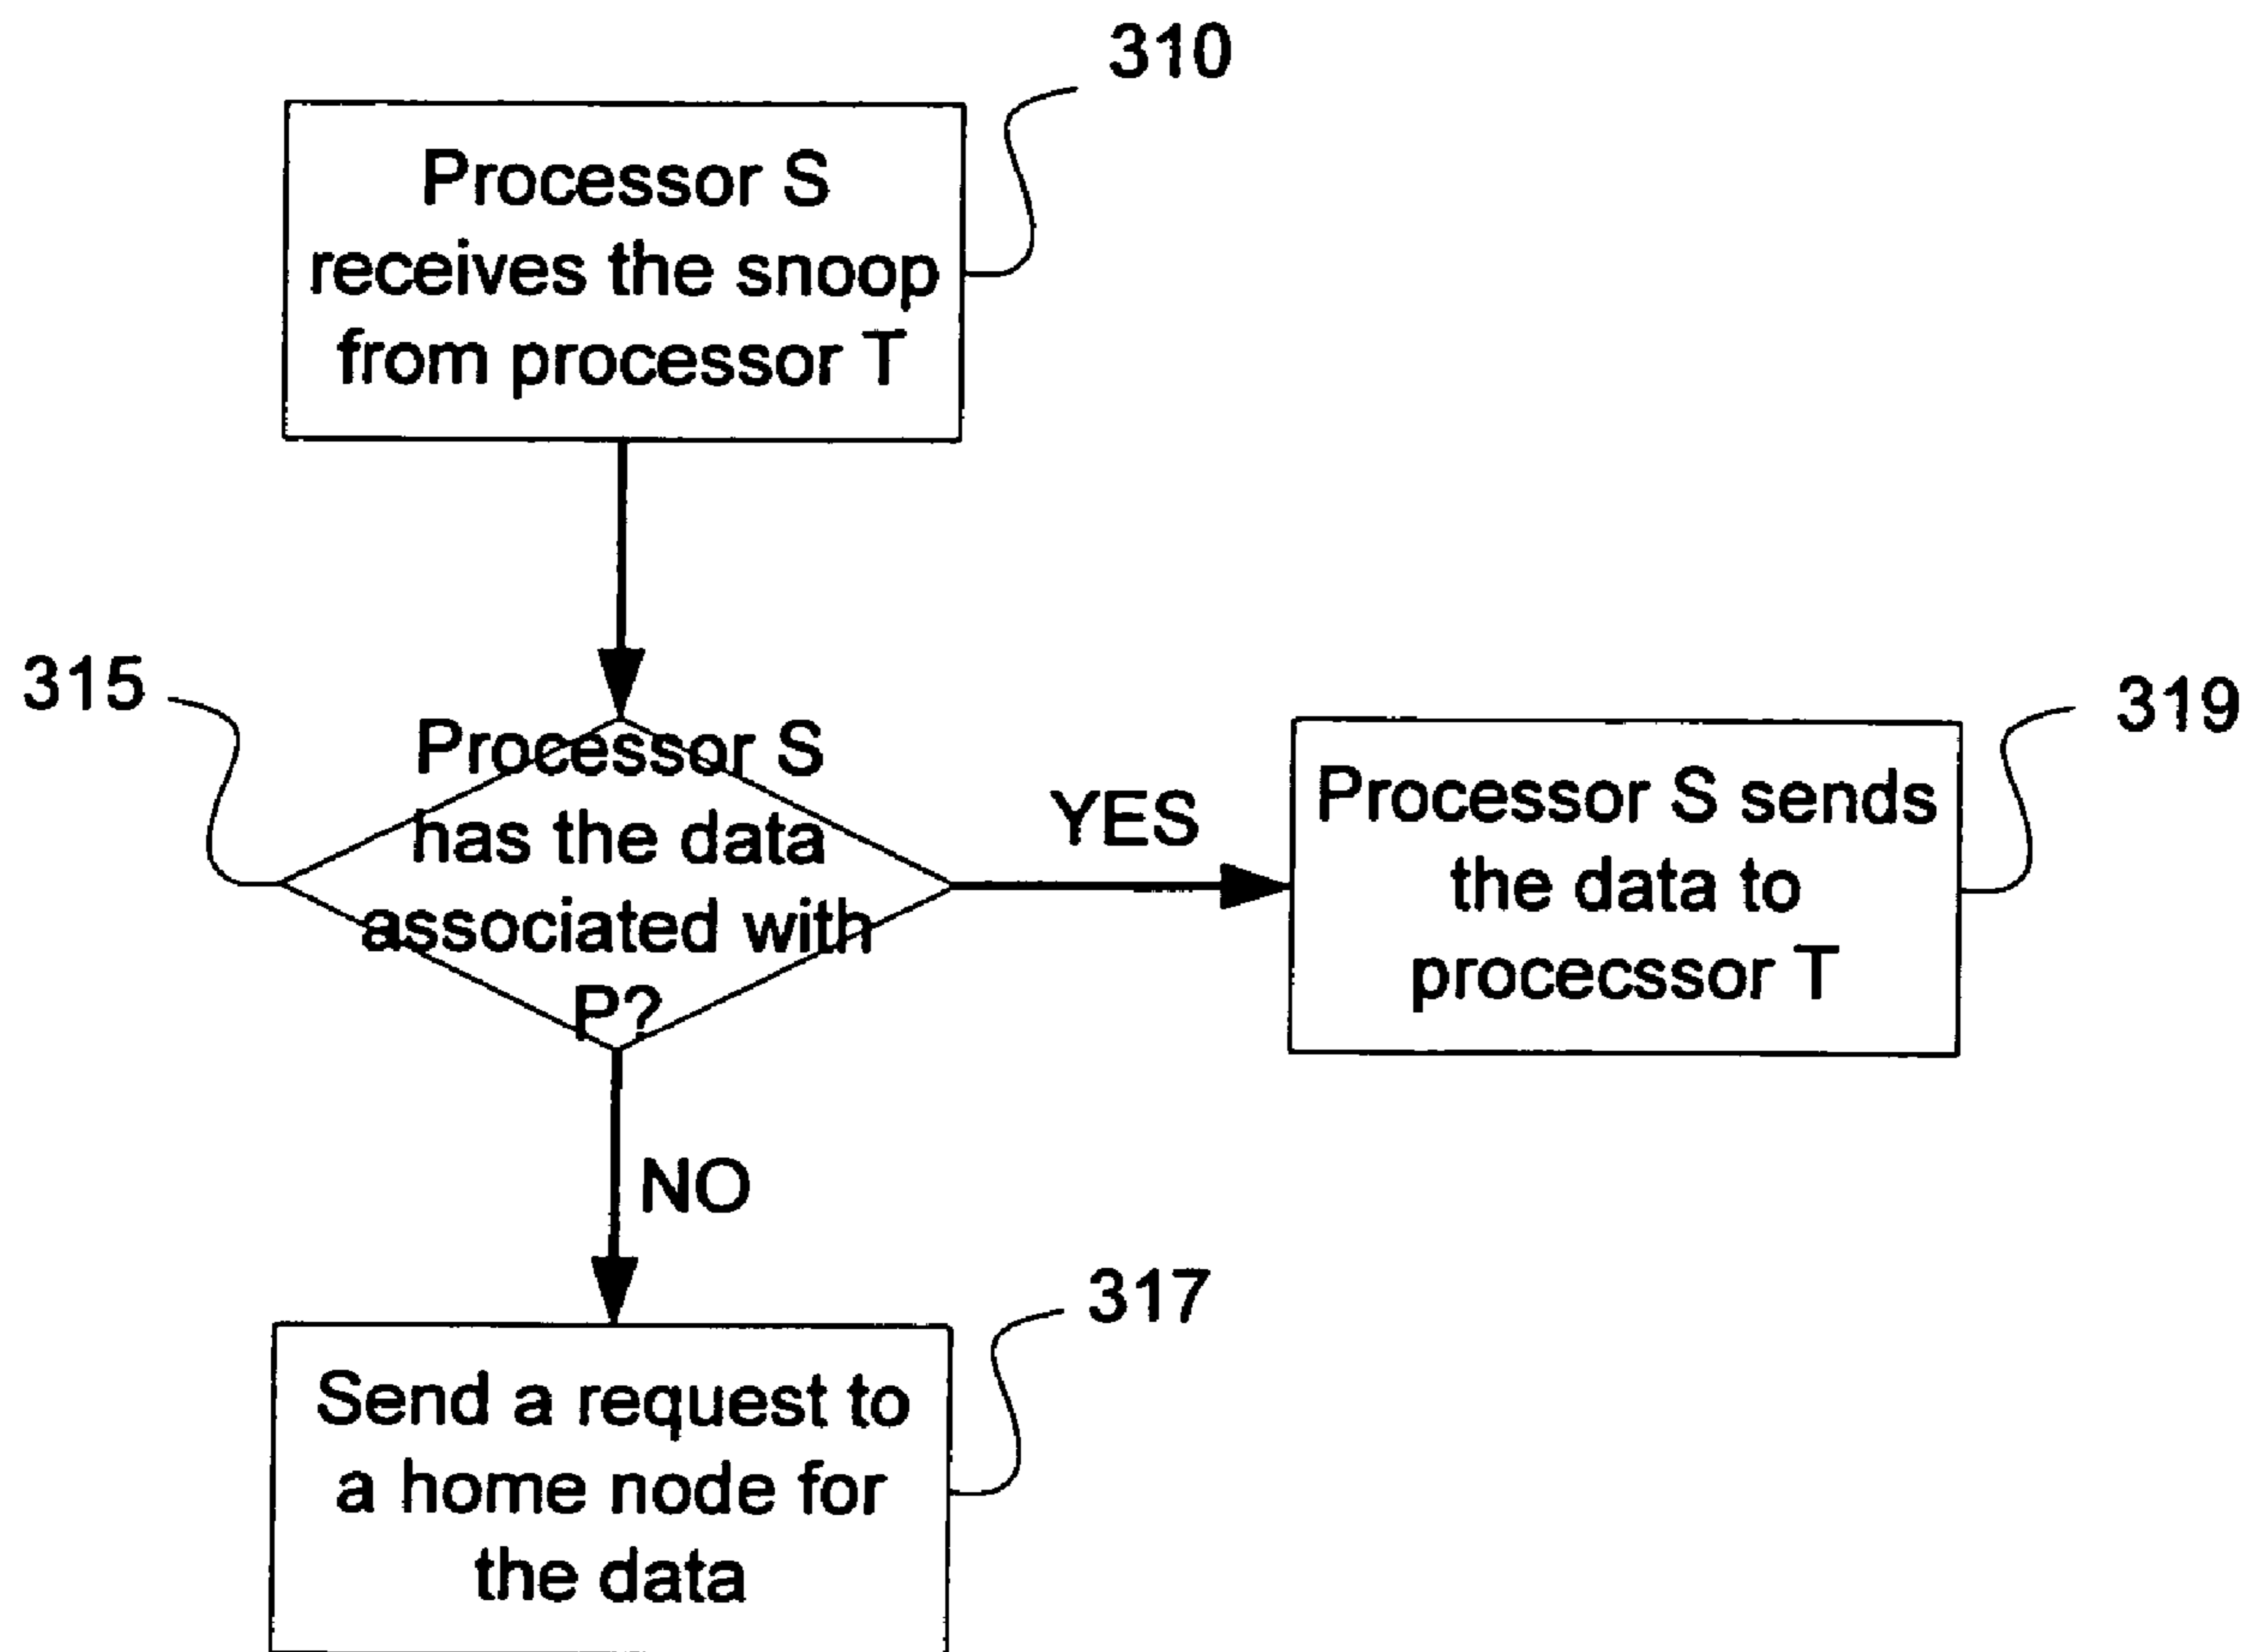 310
Processor S
receives the snoop
from processor T
315
Processor S
has the data
associated with
P?
YES
319
Processor S sends
the data to
procecssor T
NO
317
Send a request to
a home node for
the data